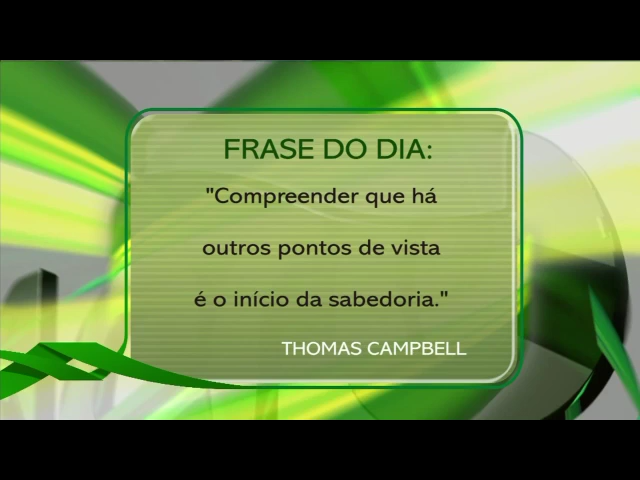 FRASE DO DIA:
"Compreender que há
outros pontos de vista
é o início da sabedoria."
THOMAS CAMPBELL